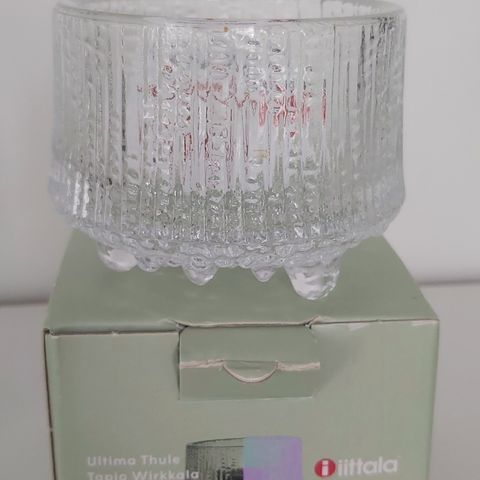 Ultima Thule
Tapio Wirkkala
iittala